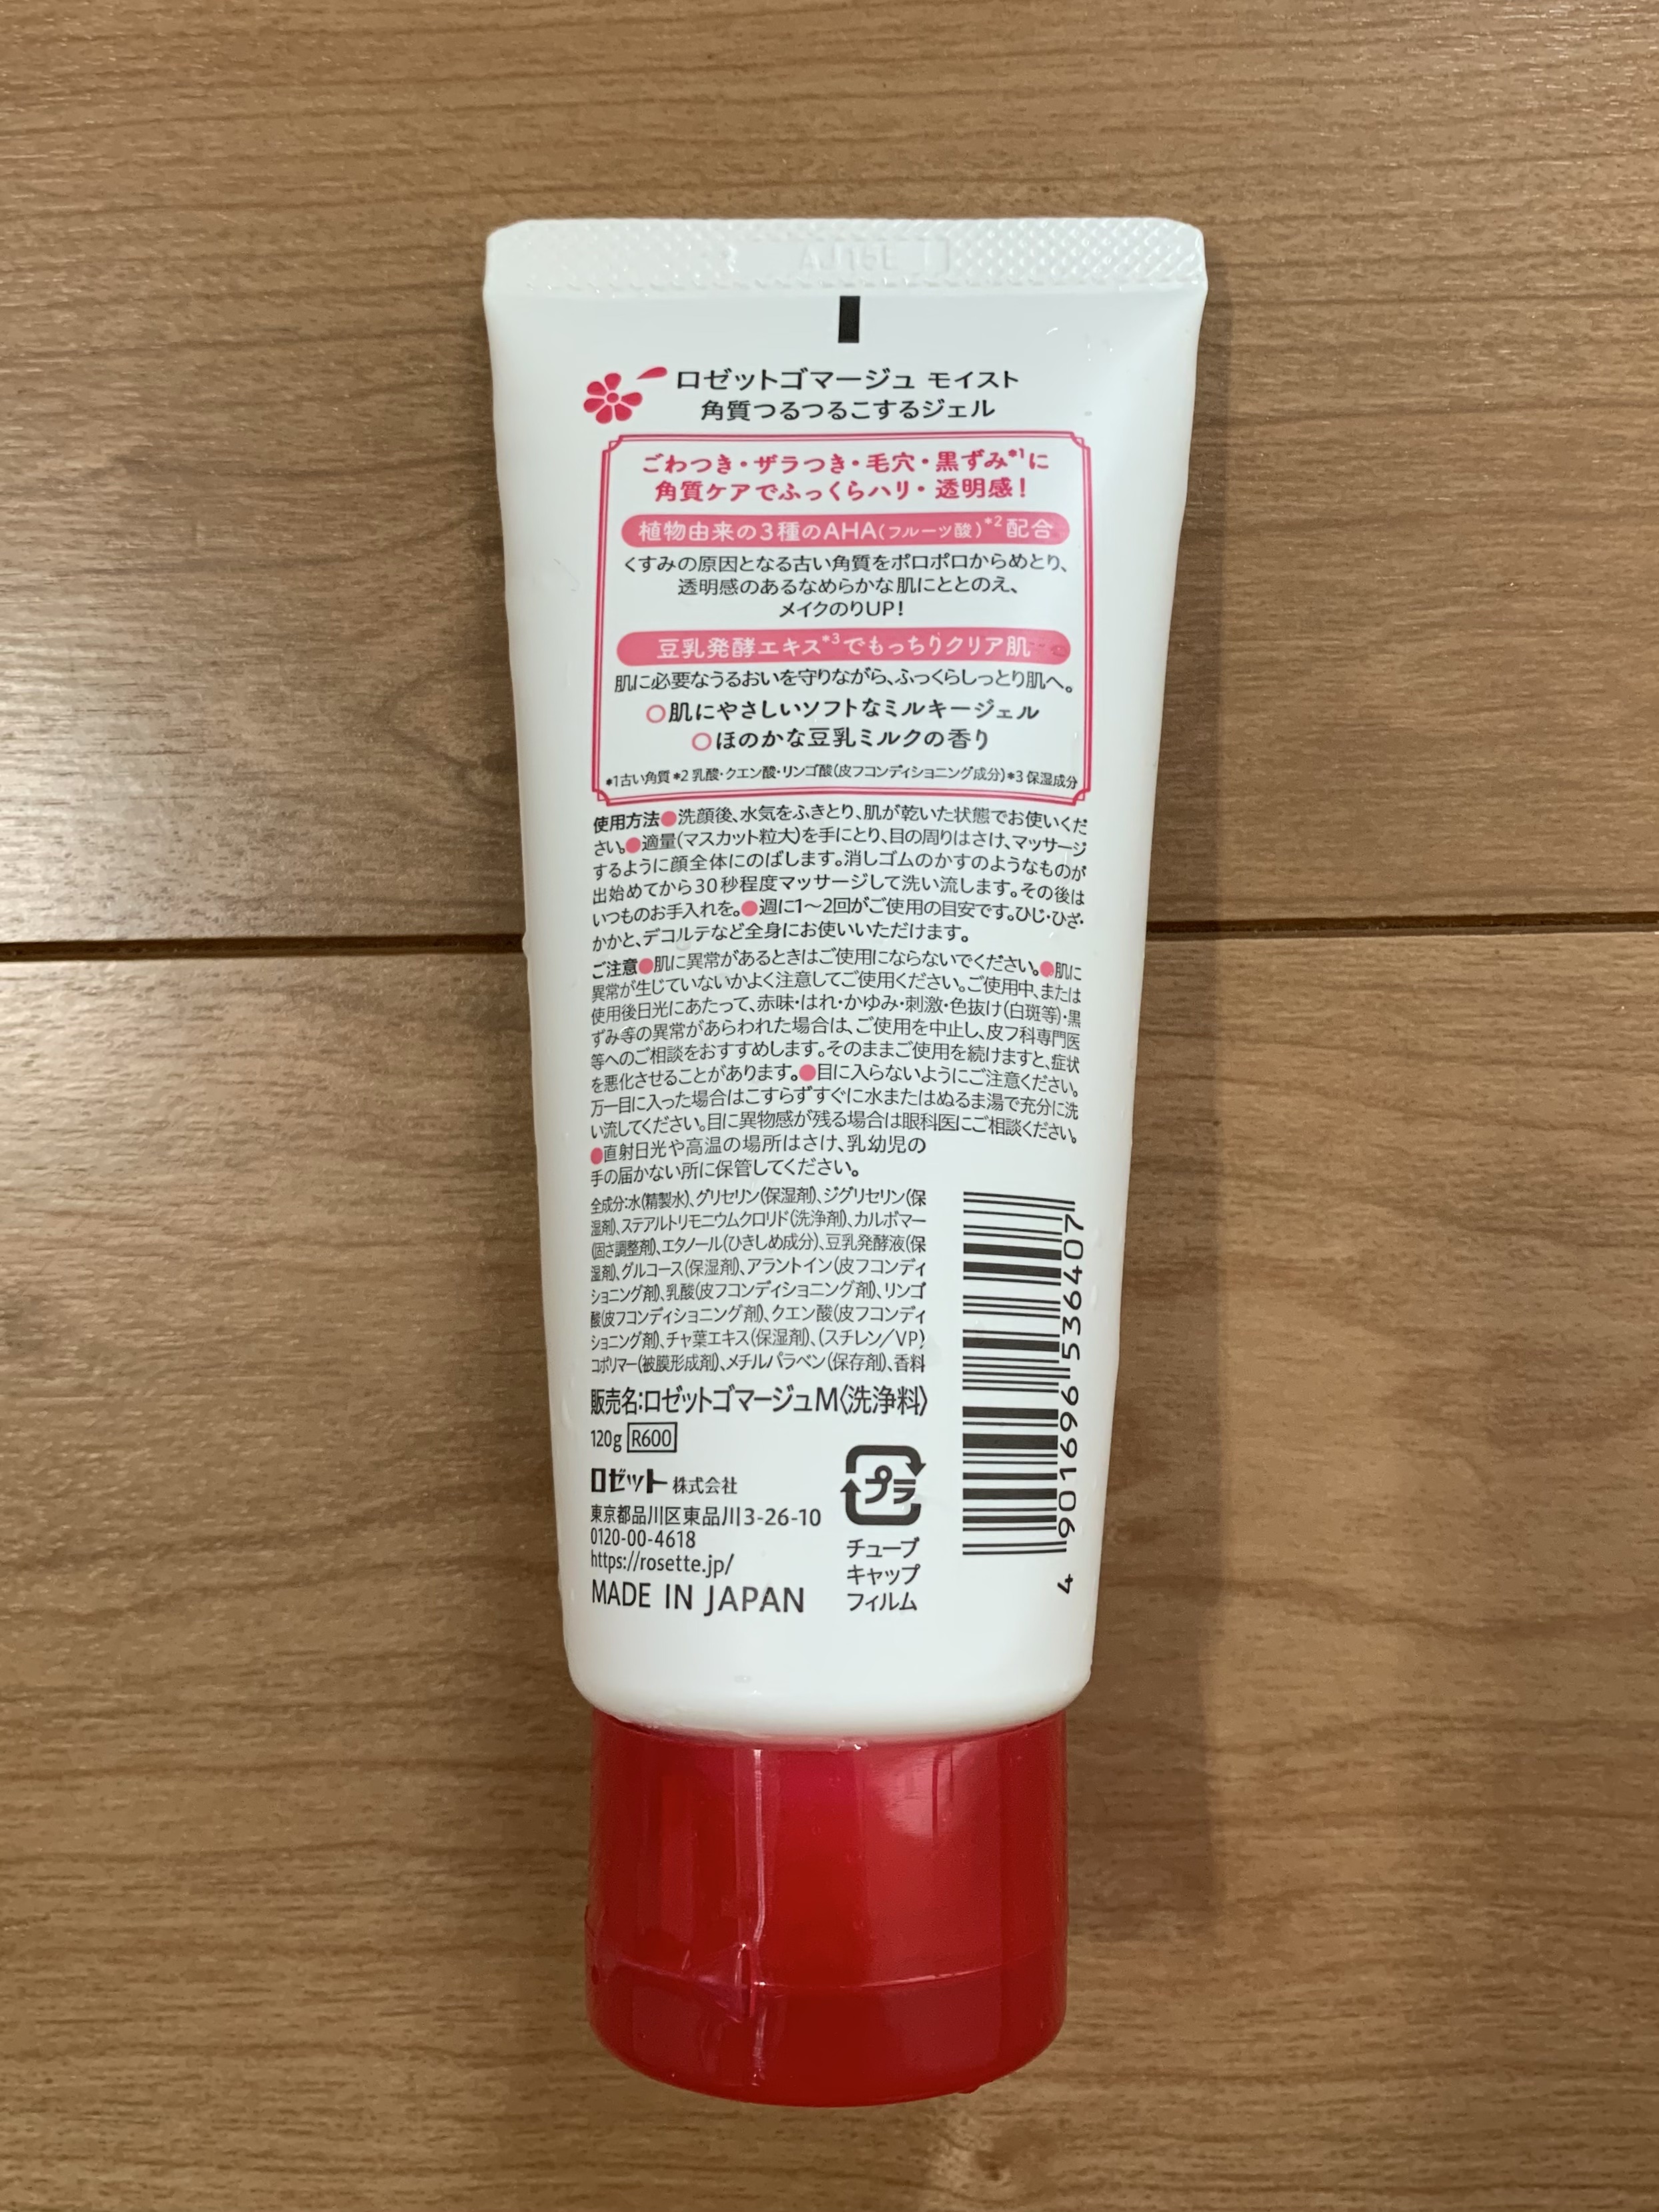 ロゼットゴマージュ モイスト
角質つるつるこするジェル
ごわつき・ザラつき・毛穴・黒ずみ*1に
角質ケアでふっくらハリ・透明感!
植物由来の3種のAHA(フルーツ酸)*2配合
くすみの原因となる古い角質をポロポロからめとり、
透明感のあるなめらかな肌にととのえ、
メイクのりUP!
豆乳発酵エキス*3でもっちりクリア肌
肌に必要なうるおいを守りながら、ふっくらしっとり肌へ。
○肌にやさしいソフトなミルキージェル
○ほのかな豆乳ミルクの香り
*1古い角質 *2 乳酸・クエン酸・リンゴ酸(皮フコンディショニング成分) *3 保湿成分
使用方法●洗顔後、水気をふきとり、肌が乾いた状態でお使いくだ
さい。●適量(マスカット粒大)を手にとり、目の周りはさけ、マッサージ
するように顔全体にのばします。消しゴムのかすのようなものが
出始めてから30秒程度マッサージして洗い流します。その後は
いつものお手入れを。●週に1〜2回がご使用の目安です。ひじ・ひざ・
かかと、デコルテなど全身にお使いいただけます。
ご注意●肌に異常があるときはご使用にならないでください。●肌に
異常が生じていないかよく注意してご使用ください。ご使用中、または
使用後日光にあたって、赤味・はれ・かゆみ・刺激・色抜け(白斑等)・黒
ずみ等の異常があらわれた場合は、ご使用を中止し、皮フ科専門医
等へのご相談をおすすめします。そのままご使用を続けますと、症状
を悪化させることがあります。●目に入らないようにご注意ください。
万一目に入った場合はこすらずすぐに水またはぬるま湯で充分に洗
い流してください。目に異物感が残る場合は眼科医にご相談ください。
●直射日光や高温の場所はさけ、乳幼児の
手の届かない所に保管してください。
全成分:水(精製水)、グリセリン(保湿剤)、ジグリセリン(保
湿剤)、ステアルトリモニウムクロリド(洗浄剤)、カルボマー
(固さ調整剤)、エタノール(ひきしめ成分)、豆乳発酵液(保
湿剤)、グルコース(保湿剤)、アラントイン(皮フコンディ
ショニング剤)、乳酸(皮フコンディショニング剤)、リンゴ
酸(皮フコンディショニング剤)、クエン酸(皮フコンディ
ショニング剤)、チャ葉エキス(保湿剤)、(スチレン/VP)
コポリマー(被膜形成剤)、メチルパラベン(保存剤)、香料
販売名:ロゼットゴマージュM〈洗浄料〉
120g R600
ロゼット 株式会社
東京都品川区東品川3-26-10
0120-00-4618
https://rosette.jp/
MADE IN JAPAN
プラ
チューブ
キャップ
フィルム
4 901696 536407